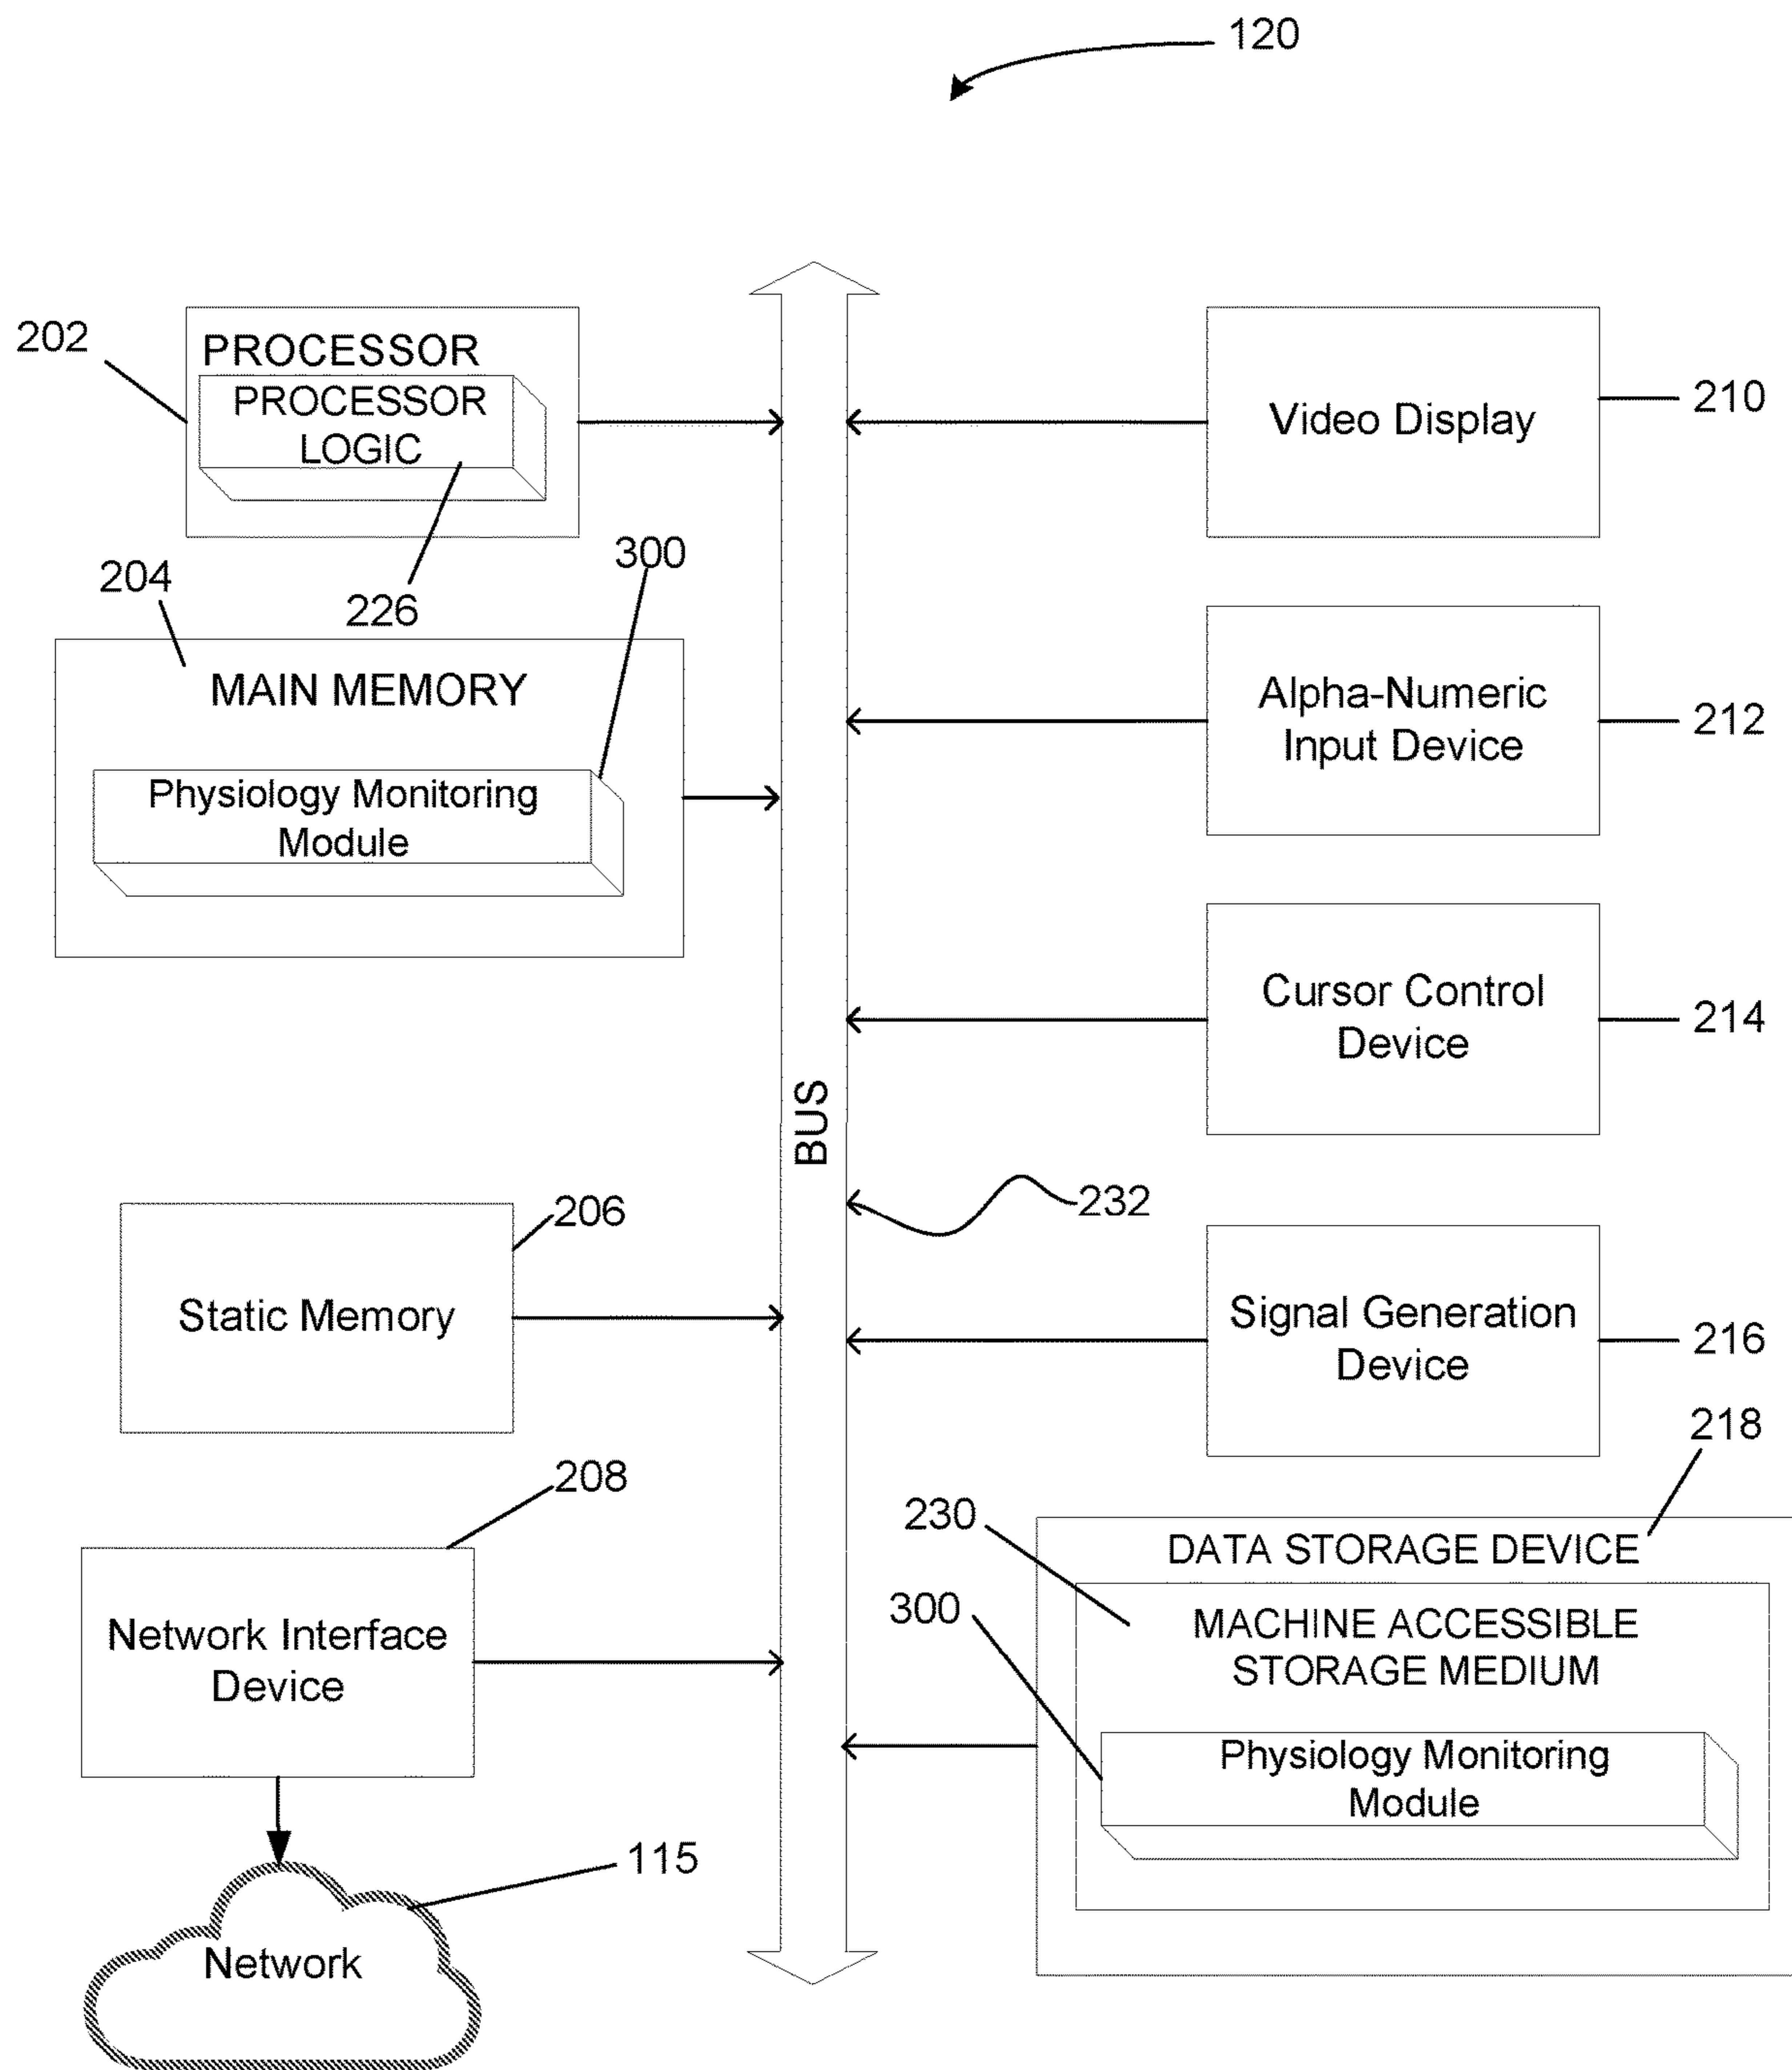 120
202
PROCESSOR
PROCESSOR
LOGIC
226
204
300
MAIN MEMORY
Physiology Monitoring
Module
206
Static Memory
208
Network Interface
Device
115
Network
BUS
232
Video Display
210
Alpha-Numeric
Input Device
212
Cursor Control
Device
214
Signal Generation
Device
216
218
230
DATA STORAGE DEVICE
300
MACHINE ACCESSIBLE
STORAGE MEDIUM
Physiology Monitoring
Module